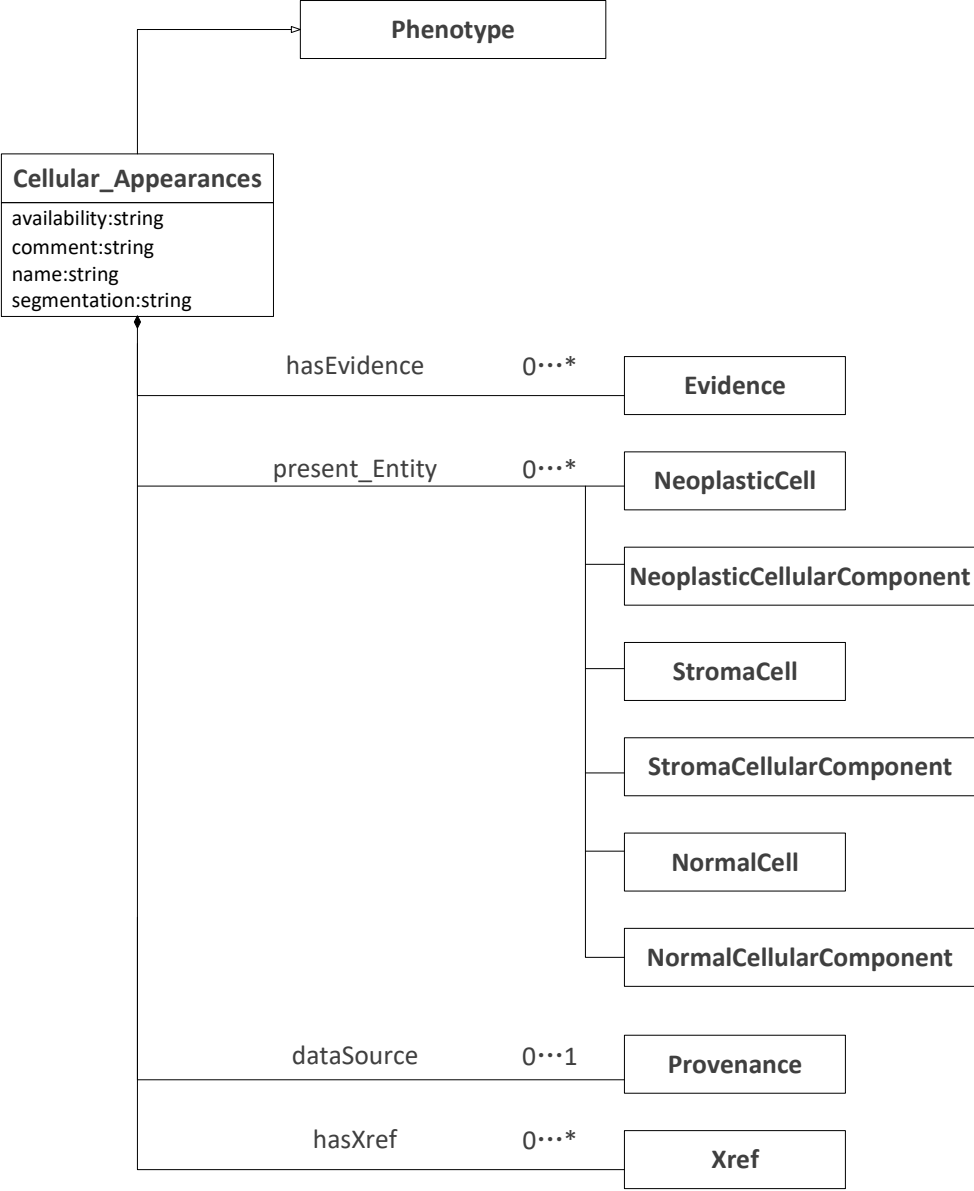 Phenotype
Cellular_Appearances
availability:string
comment:string
name:string
segmentation:string
hasEvidence 0···*
Evidence
present_Entity 0···*
NeoplasticCell
NeoplasticCellularComponent
StromaCell
StromaCellularComponent
NormalCell
NormalCellularComponent
dataSource 0···1
Provenance
hasXref 0···*
Xref